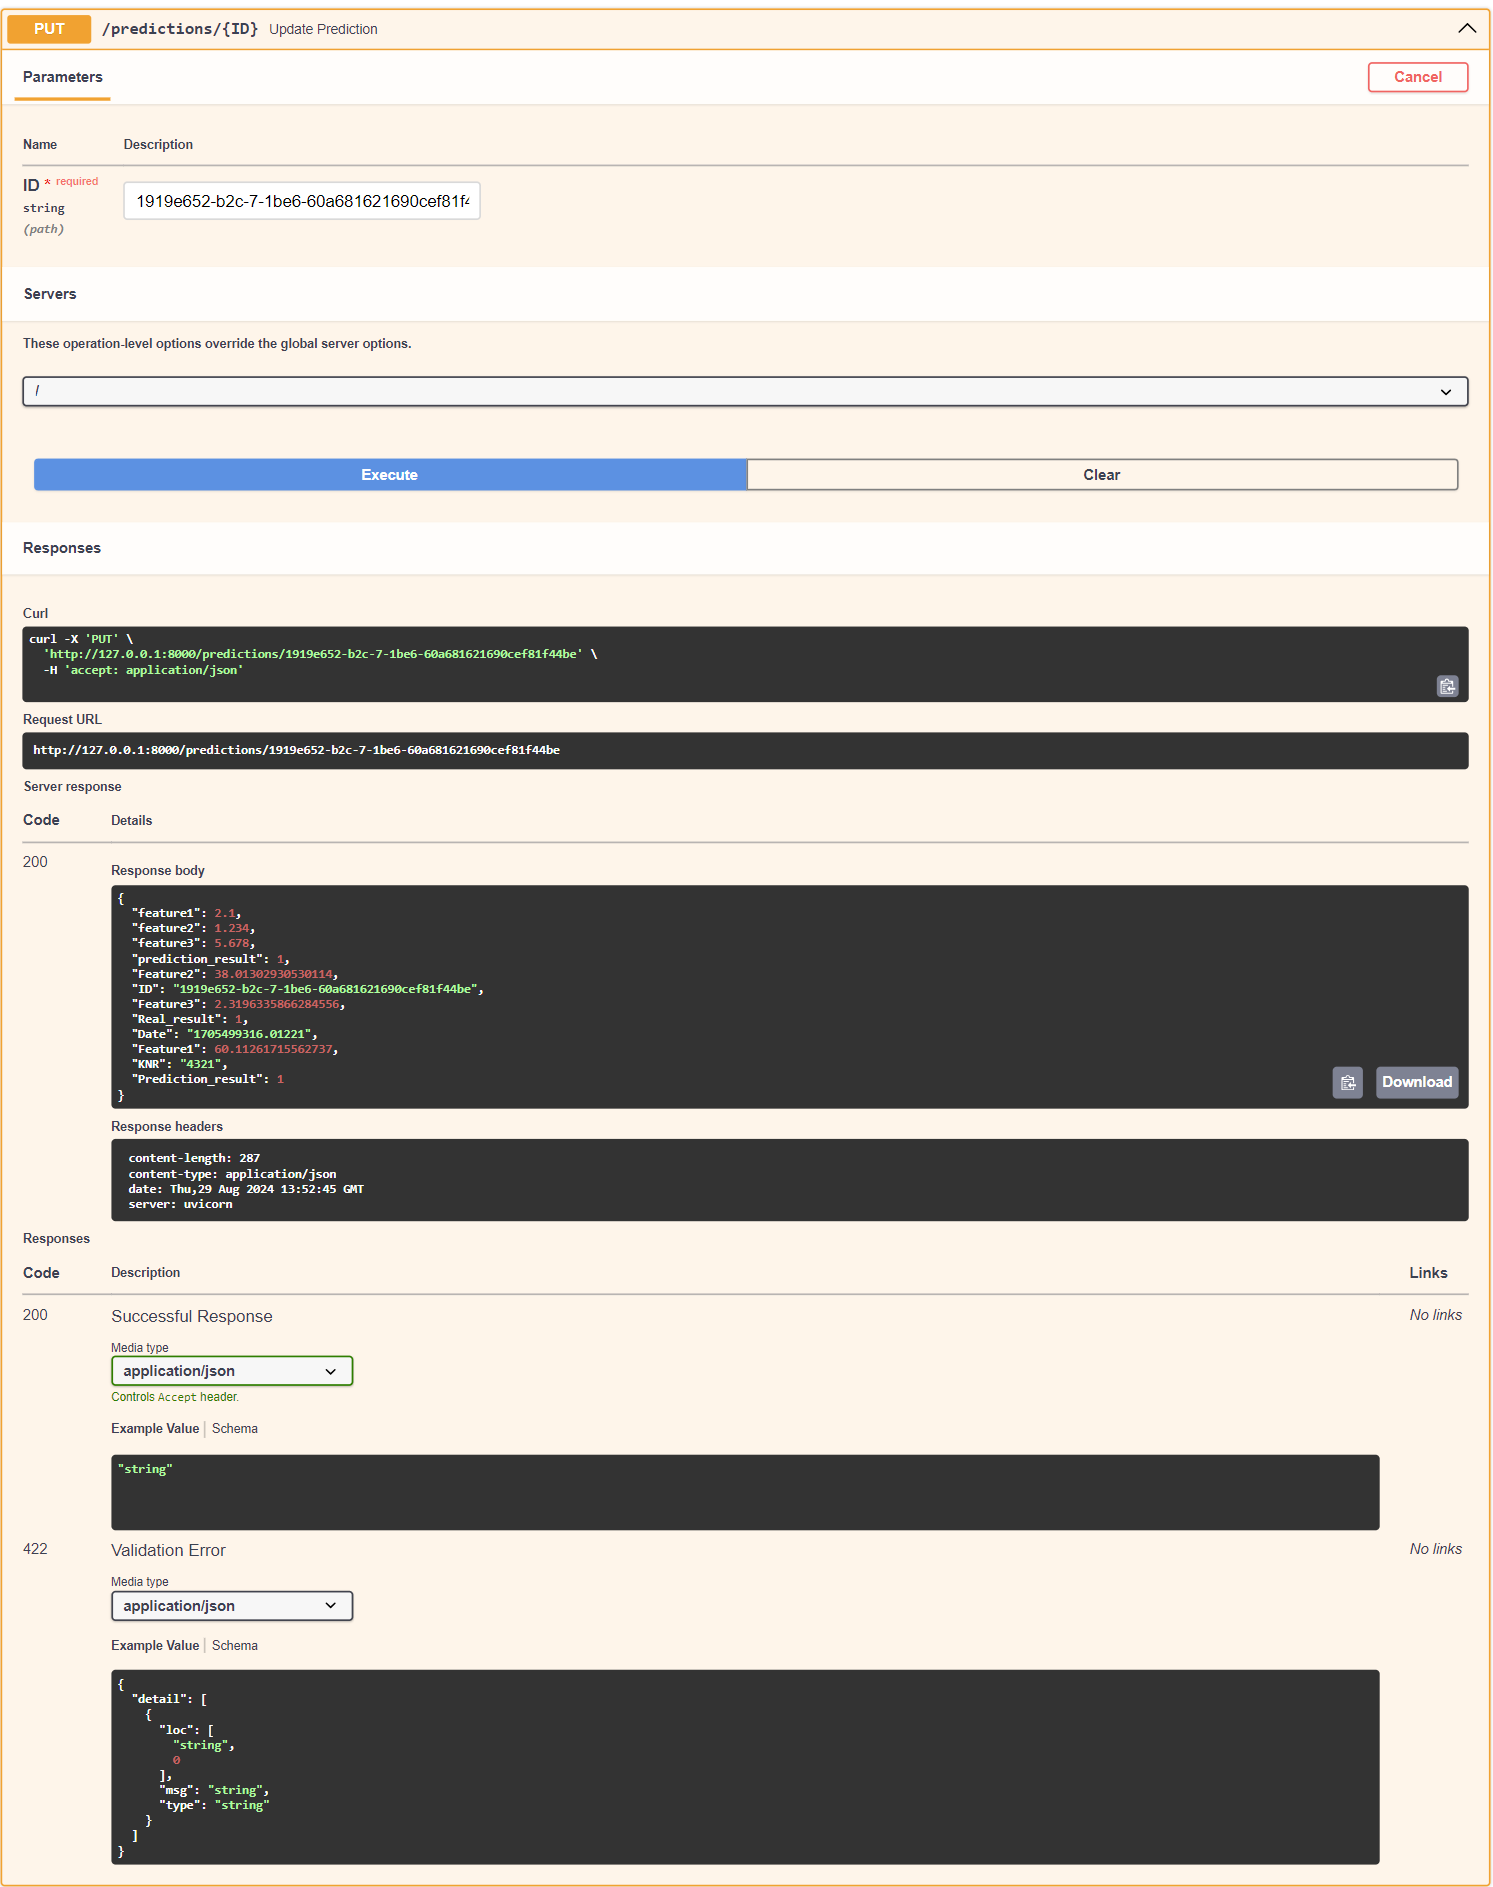 PUT /predictions/{ID} Update Prediction
Parameters
Cancel
Name Description
ID * required
string
(path)
1919e652-b2c-7-1be6-60a681621690cef81f4
Servers
These operation-level options override the global server options.
/
Execute Clear
Responses
Curl
curl -X 'PUT' \
  'http://127.0.0.1:8000/predictions/1919e652-b2c-7-1be6-60a681621690cef81f44be' \
  -H 'accept: application/json'
Request URL
http://127.0.0.1:8000/predictions/1919e652-b2c-7-1be6-60a681621690cef81f44be
Server response
Code Details
200
Response body
{
  "feature1": 2.1,
  "feature2": 1.234,
  "feature3": 5.678,
  "prediction_result": 1,
  "Feature2": 38.01302930530114,
  "ID": "1919e652-b2c-7-1be6-60a681621690cef81f44be",
  "Feature3": 2.3196335866284556,
  "Real_result": 1,
  "Date": "1705499316.01221",
  "Feature1": 60.11261715562737,
  "KNR": "4321",
  "Prediction_result": 1
}
Download
Response headers
content-length: 287
content-type: application/json
date: Thu,29 Aug 2024 13:52:45 GMT
server: uvicorn
Responses
Code Description Links
200 Successful Response No links
Media type
application/json
Controls Accept header.
Example Value | Schema
"string"
422 Validation Error No links
Media type
application/json
Example Value | Schema
{
  "detail": [
    {
      "loc": [
        "string",
        0
      ],
      "msg": "string",
      "type": "string"
    }
  ]
}